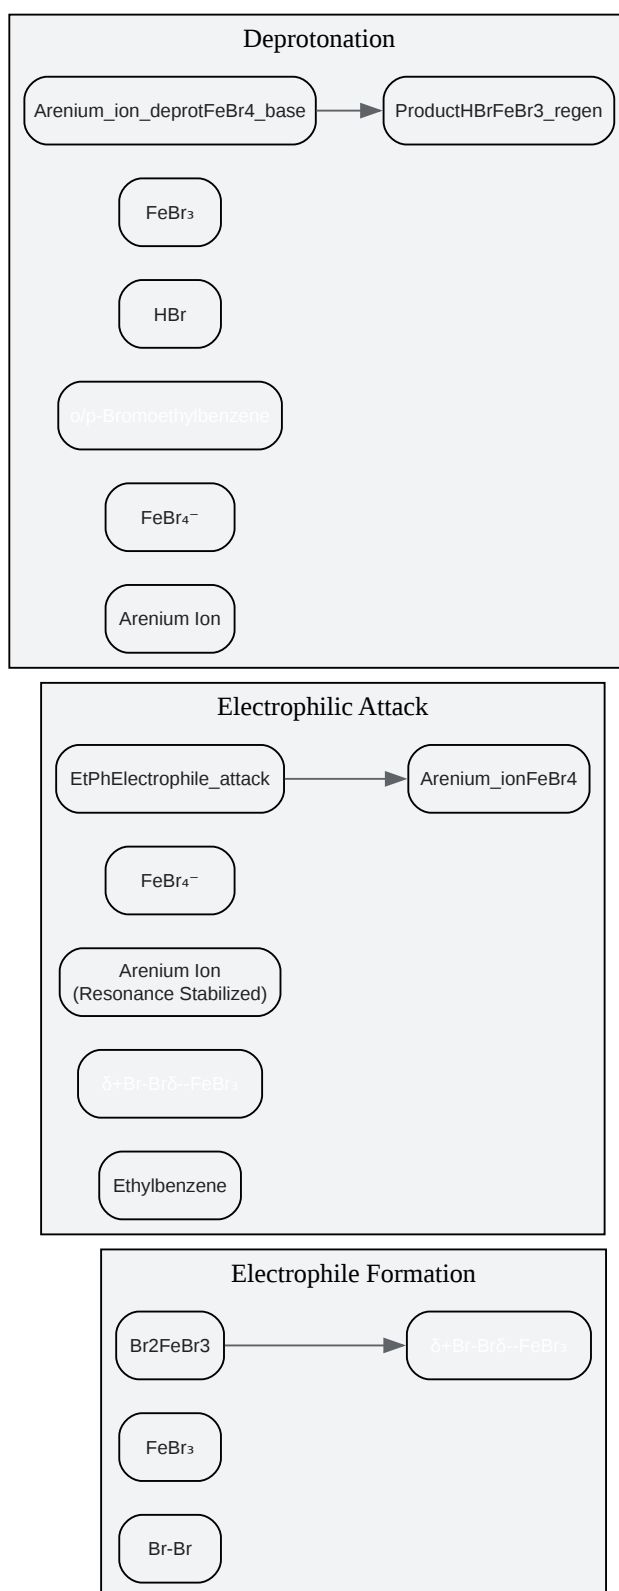 Deprotonation
Arenium_ion_deprotFeBr4_base
ProductHBrFeBr3_regen
FeBr₃
HBr
o/p-Bromoethylbenzene
FeBr₄⁻
Arenium Ion
Electrophilic Attack
EtPhElectrophile_attack
Arenium_ionFeBr4
FeBr₄⁻
Arenium Ion
(Resonance Stabilized)
δ+Br-Brδ--FeBr₃
Ethylbenzene
Electrophile Formation
Br2FeBr3
δ+Br-Brδ--FeBr₃
FeBr₃
Br-Br